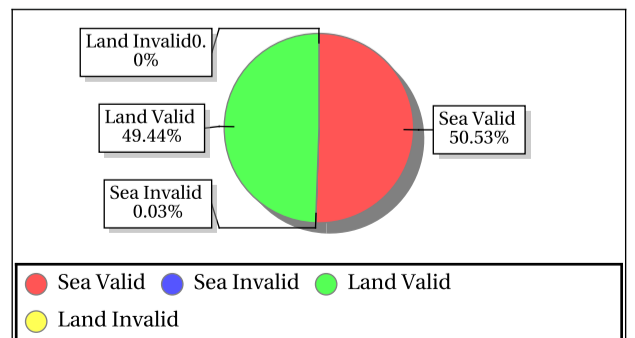 Land Invalid0.
0%
Land Valid
49.44%
Sea Valid
50.53%
Sea Invalid
0.03%
Sea Valid Sea Invalid Land Valid
Land Invalid